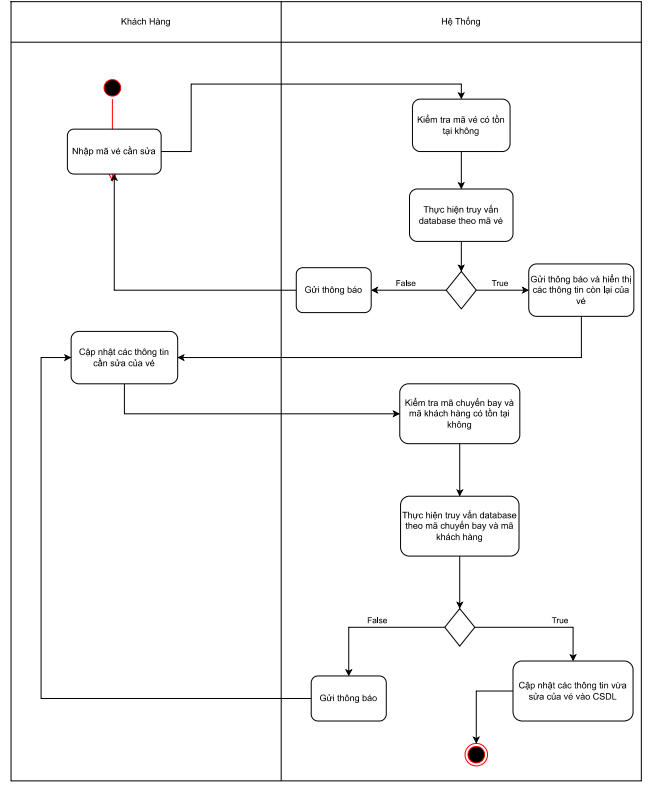 Khách Hàng
Hệ Thống
Kiểm tra mã vé có tồn
tại không
Nhập mã vé cần sửa
Thực hiện truy vấn
database theo mã vé
Gửi thông báo
False
True
Gửi thông báo và hiển thị
các thông tin còn lại của
vé
Cập nhật các thông tin
cần sửa của vé
Kiểm tra mã chuyến bay và
mã khách hàng có tồn tại
không
Thực hiện truy vấn database
theo mã chuyến bay và mã
khách hàng
False
True
Gửi thông báo
Cập nhật các thông tin vừa
sửa của vé vào CSDL